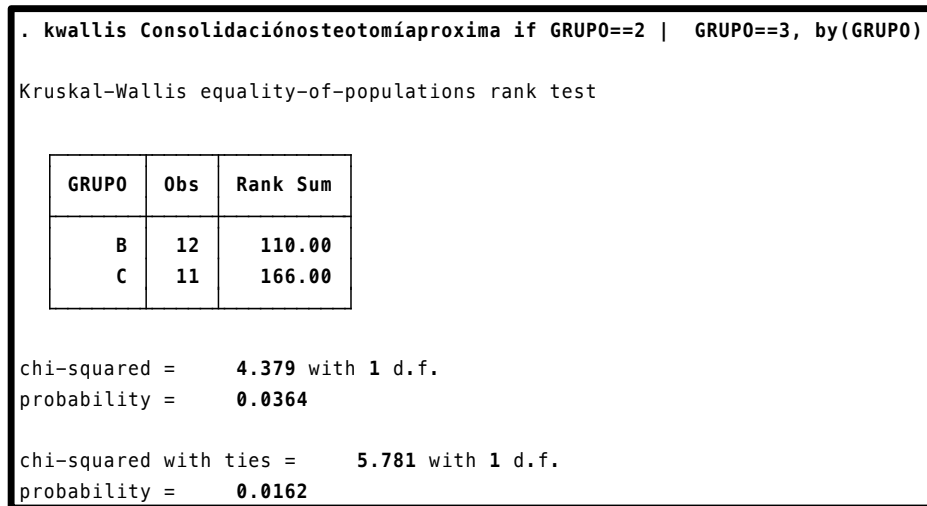 . kwallis Consolidaciónosteotomíaproxima if GRUPO==2 |  GRUPO==3, by(GRUPO)
Kruskal-Wallis equality-of-populations rank test
GRUPO Obs Rank Sum
B 12 110.00
C 11 166.00
chi-squared = 4.379 with 1 d.f.
probability = 0.0364
chi-squared with ties = 5.781 with 1 d.f.
probability = 0.0162